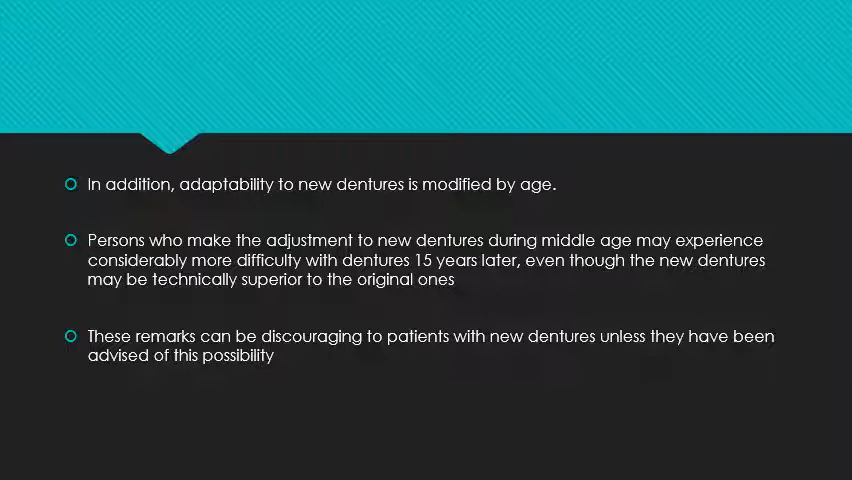 In addition, adaptability to new dentures is modified by age.
Persons who make the adjustment to new dentures during middle age may experience
considerably more difficulty with dentures 15 years later, even though the new dentures
may be technically superior to the original ones
These remarks can be discouraging to patients with new dentures unless they have been
advised of this possibility